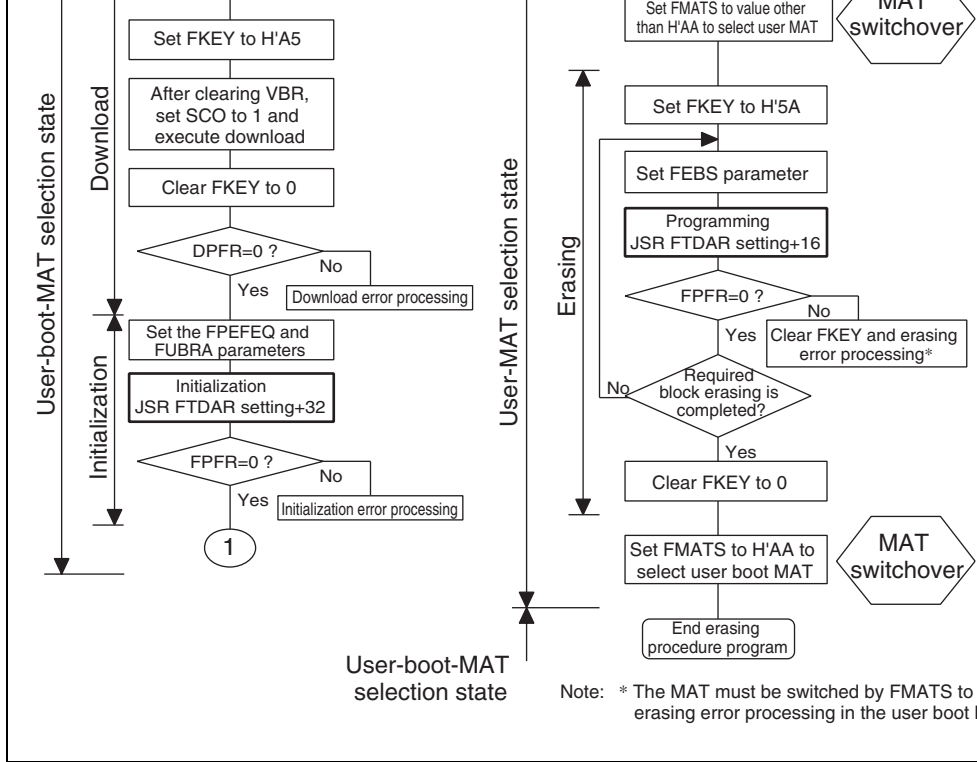 Set FKEY to H'A5
After clearing VBR,
set SCO to 1 and
execute download
Clear FKEY to 0
DPFR=0 ?
No
Yes
Download error processing
Set the FPEFEQ and
FUBRA parameters
Initialization
JSR FTDAR setting+32
FPFR=0 ?
No
Yes
Initialization error processing
1
User-boot-MAT selection state
Download
Initialization
Set FMATS to value other
than H'AA to select user MAT
MAT
switchover
Set FKEY to H'5A
Set FEBS parameter
Programming
JSR FTDAR setting+16
FPFR=0 ?
No
Yes
Clear FKEY and erasing
error processing*
No
Required
block erasing is
completed?
Yes
Clear FKEY to 0
Set FMATS to H'AA to
select user boot MAT
MAT
switchover
End erasing
procedure program
User-MAT selection state
Erasing
User-boot-MAT
selection state
Note: * The MAT must be switched by FMATS to
erasing error processing in the user boot